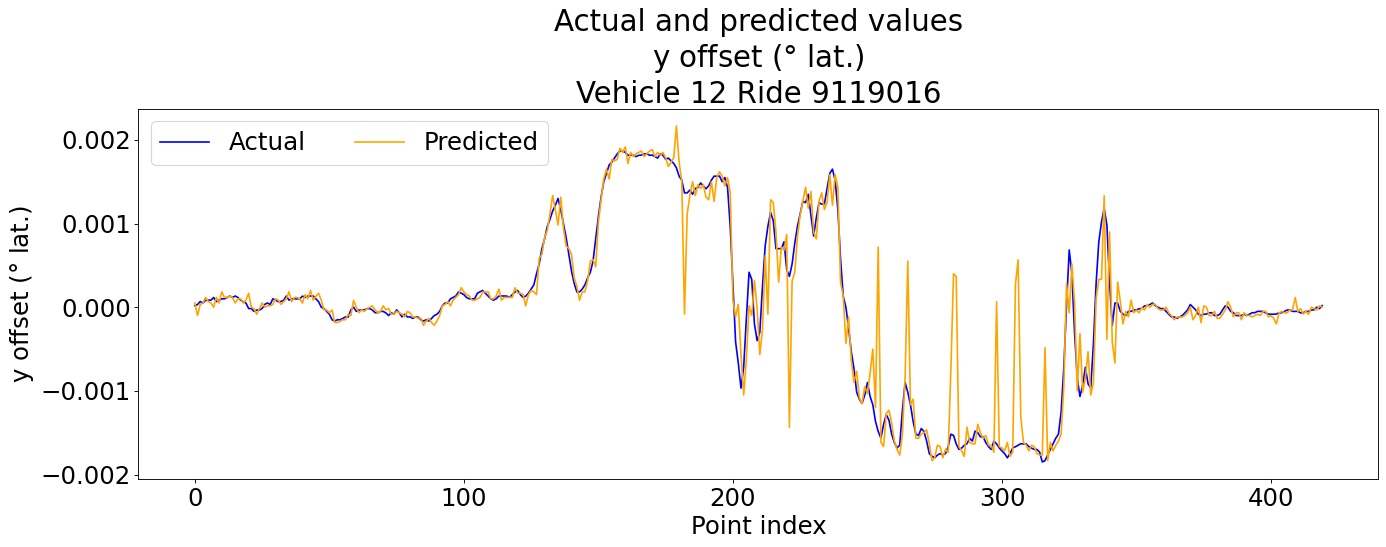 Actual and predicted values
y offset (° lat.)
Vehicle 12 Ride 9119016
Actual
Predicted
0.002
0.001
0.000
−0.001
−0.002
y offset (° lat.)
0
100
200
300
400
Point index